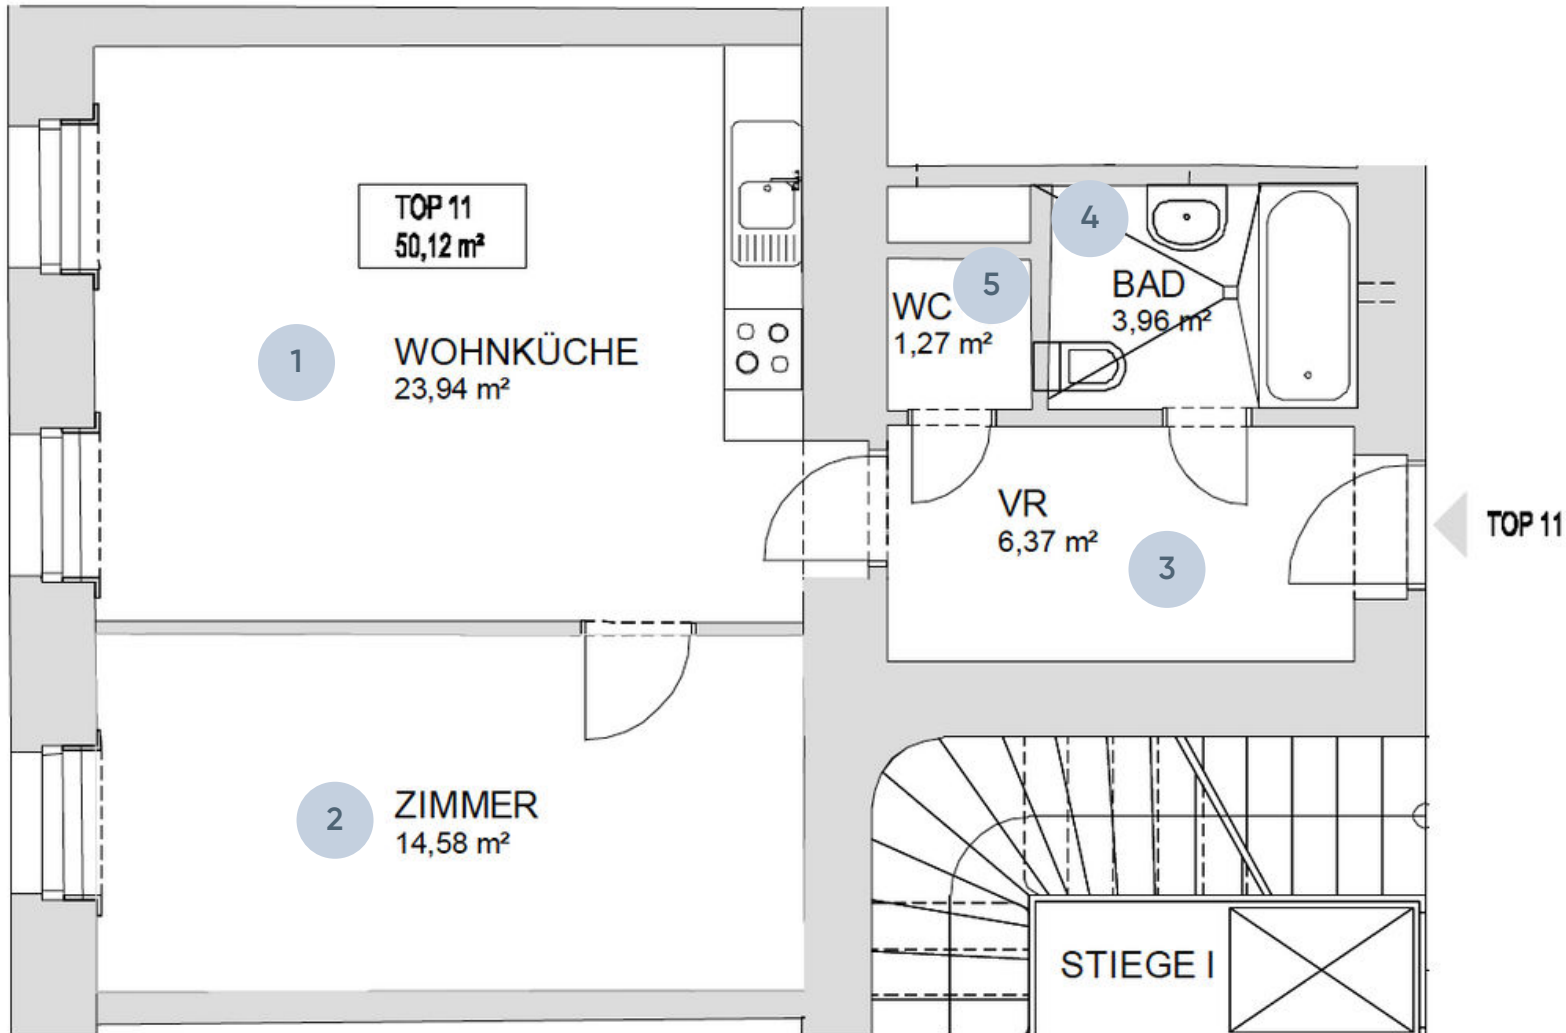 TOP 11
50,12 m²
1
WOHNKÜCHE
23,94 m²
4
5
WC
1,27 m²
BAD
3,96 m²
VR
6,37 m²
3
TOP 11
2
ZIMMER
14,58 m²
STIEGE I